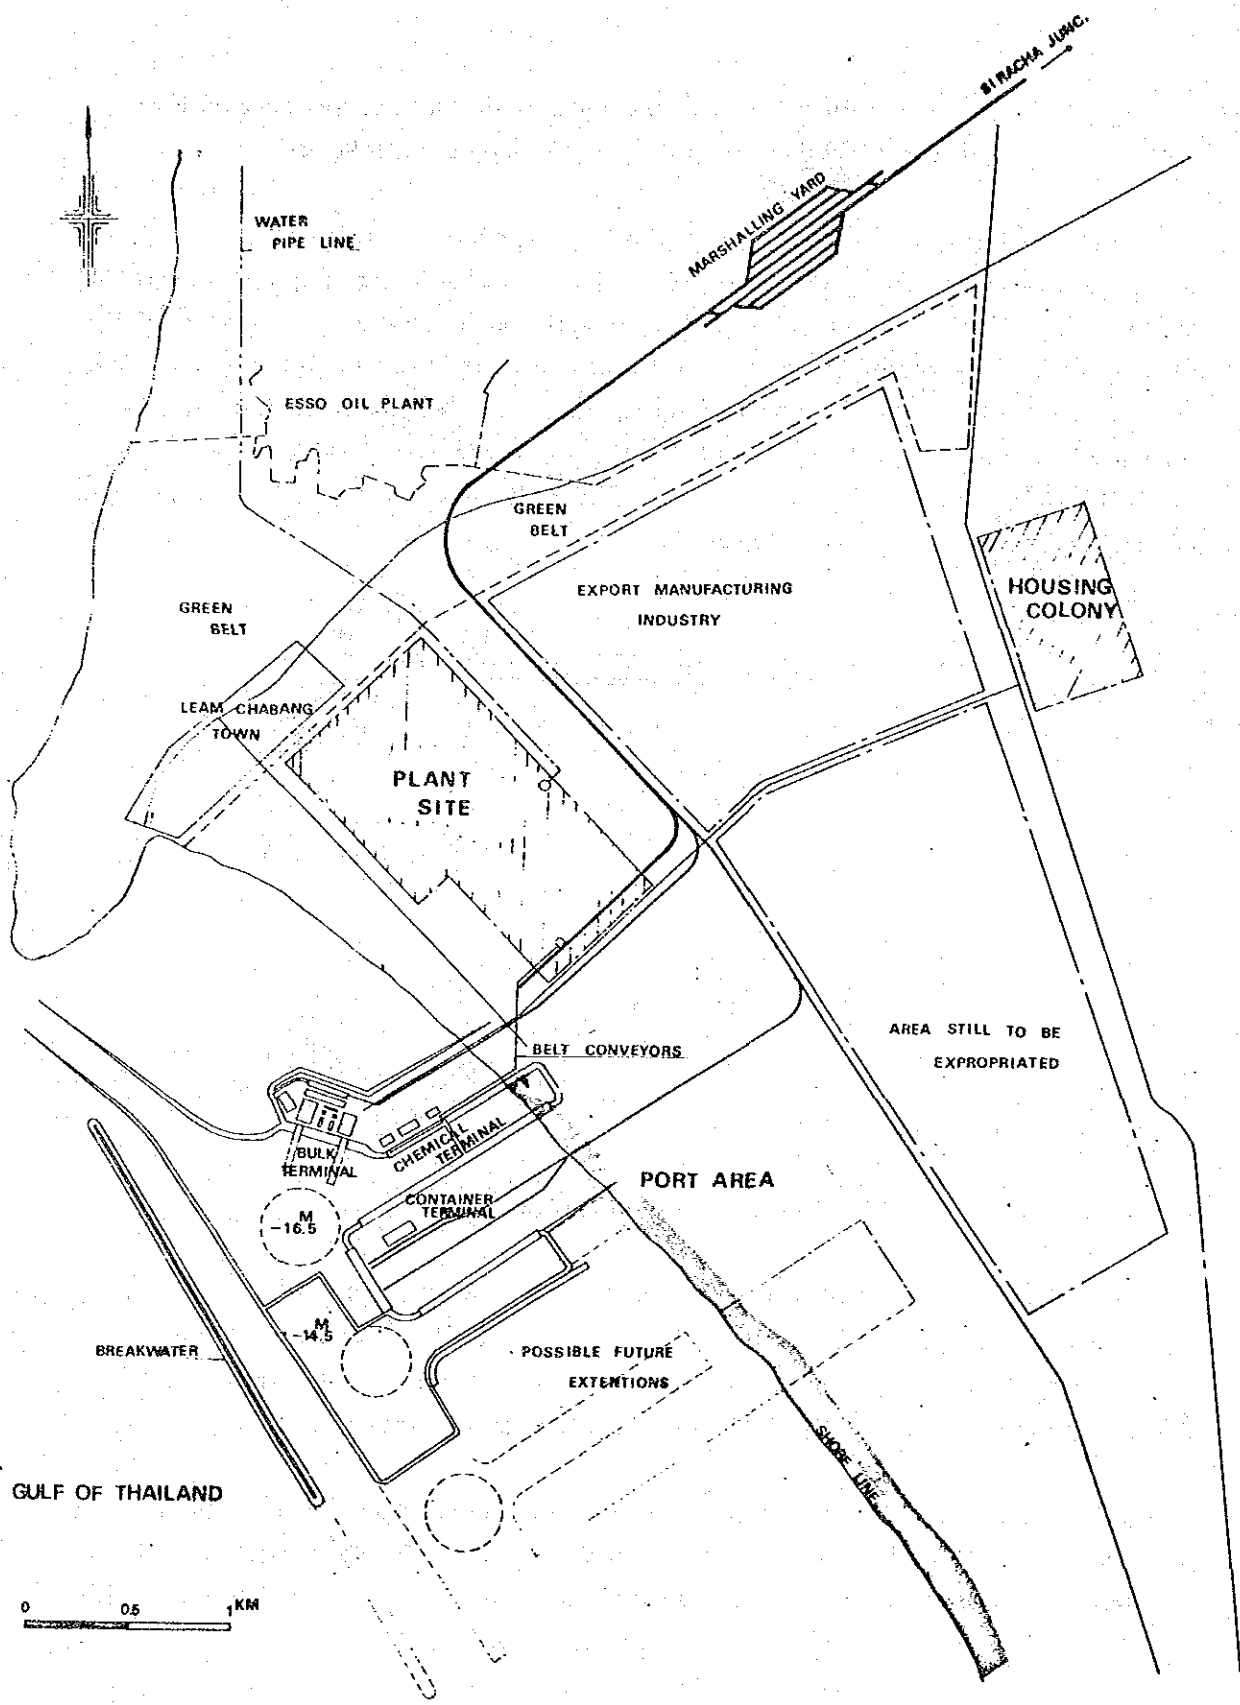 SI RACHA JUNC.
MARSHALLING YARD
WATER
PIPE LINE
ESSO OIL PLANT
GREEN
BELT
EXPORT MANUFACTURING
INDUSTRY
HOUSING
COLONY
GREEN
BELT
LEAM CHABANG
TOWN
PLANT
SITE
AREA STILL TO BE
EXPROPRIATED
BELT CONVEYORS
BULK
TERMINAL
CHEMICAL
TERMINAL
PORT AREA
CONTAINER
TERMINAL
M
-16.5
M
-14.5
BREAKWATER
POSSIBLE FUTURE
EXTENTIONS
SHORE LINE
GULF OF THAILAND
0 0.5 1 KM